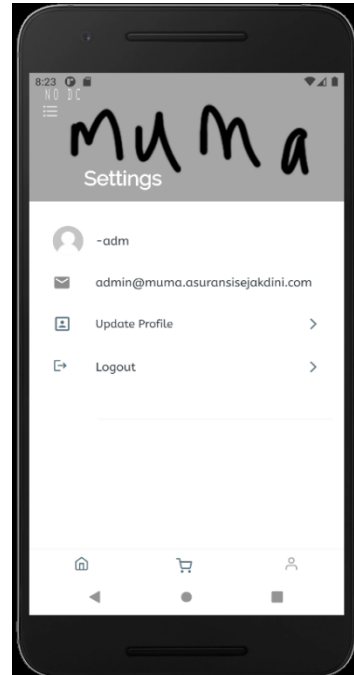 8:23
NO DC
MUMA
Settings
-adm
admin@muma.asuransisejakdini.com
Update Profile
Logout